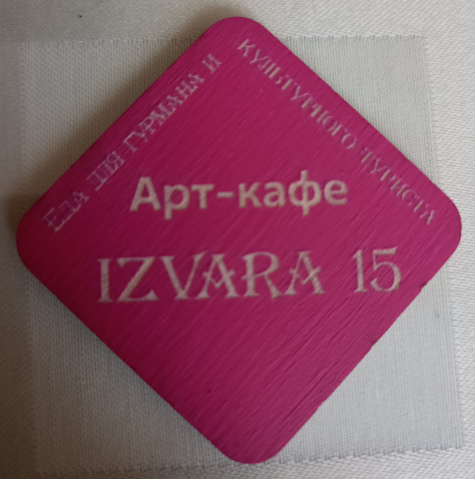 ЕДА ДЛЯ ГУРМАНА И
КУЛЬТУРНОГО ТУРИСТА
Арт-кафе
IZVARA 15